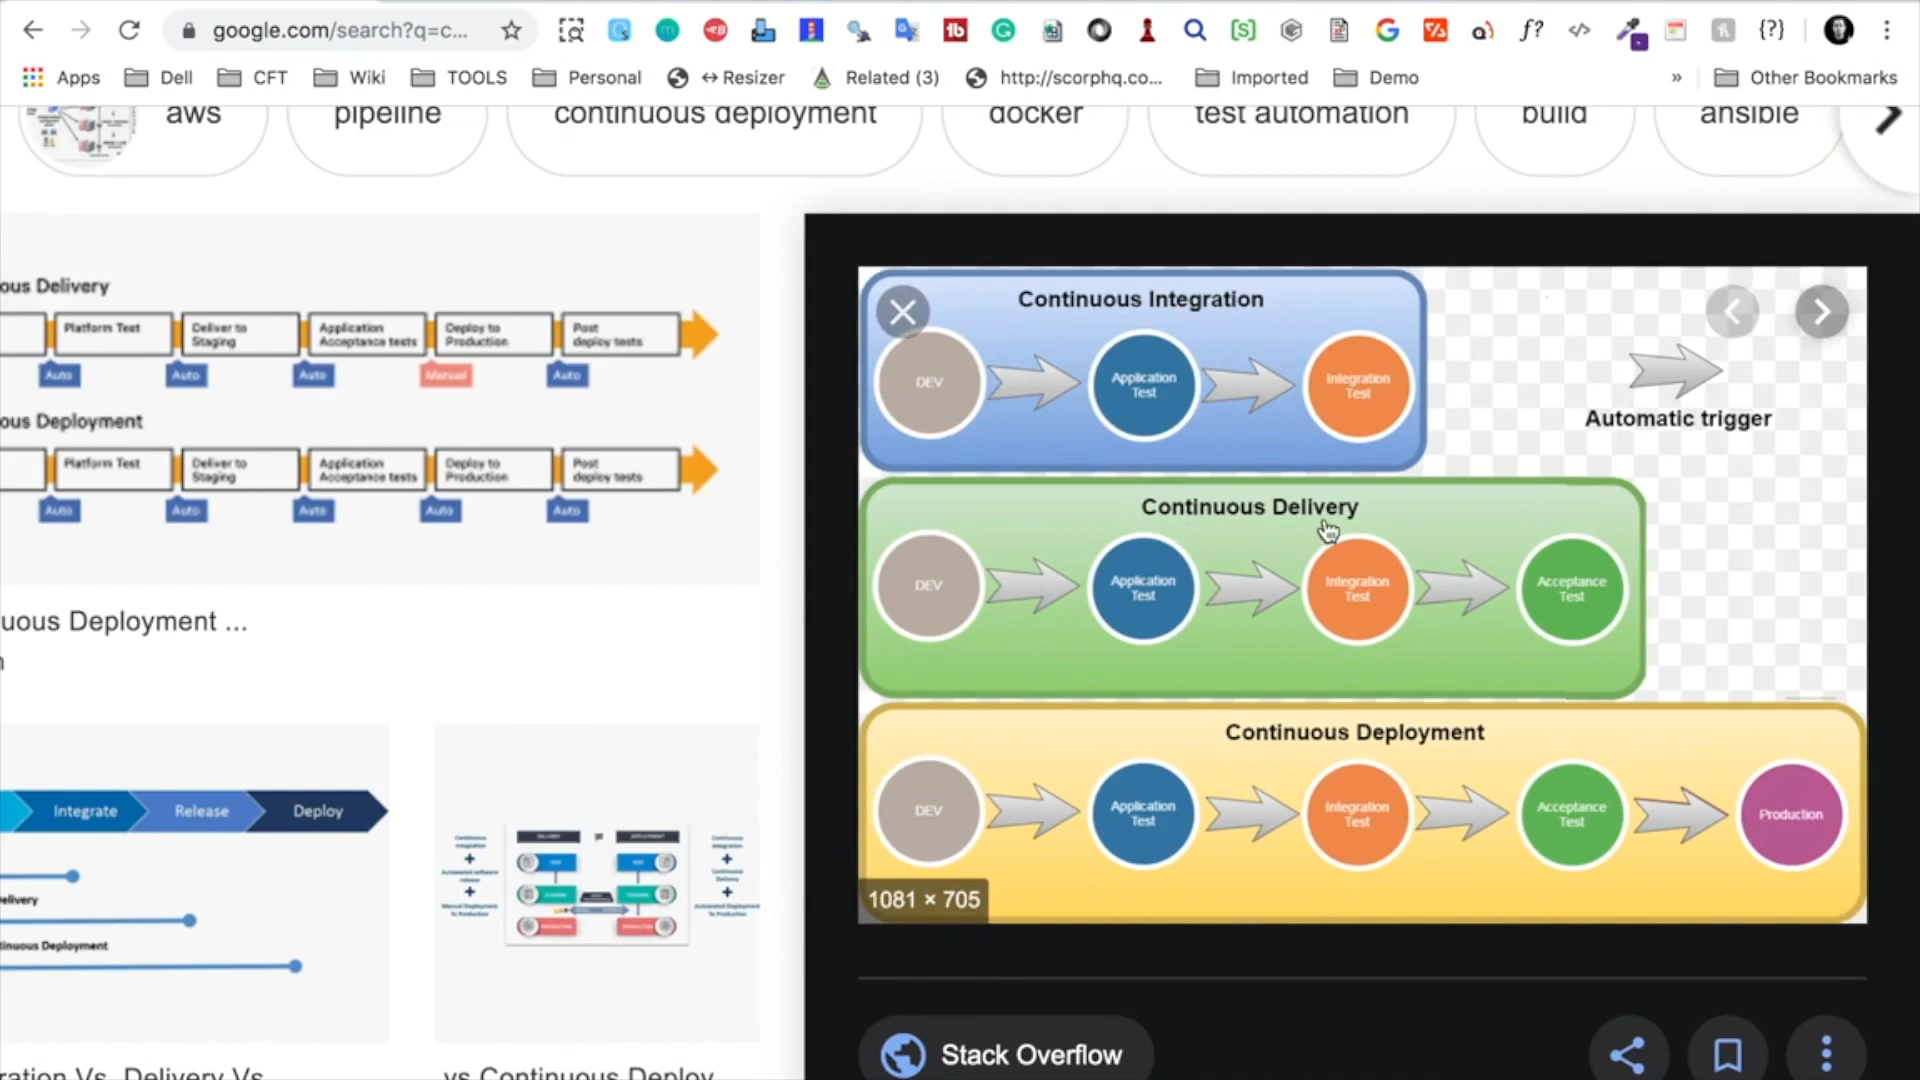 google.com/search?q=c...
{?}
Apps
Dell
CFT
Wiki
TOOLS
Personal
↔Resizer
Related (3)
http://scorphq.co...
Imported
Demo
»
Other Bookmarks
aws
pipeline
continuous deployment
docker
test automation
build
ansible
ous Delivery
Platform Test
Deliver to
Staging
Application
Acceptance tests
Deploy to
Production
Post
deploy tests
Auto
Auto
Auto
Manual
Auto
ous Deployment
Platform Test
Deliver to
Staging
Application
Acceptance tests
Deploy to
Production
Post
deploy tests
Auto
Auto
Auto
Auto
Auto
uous Deployment ...
n
Integrate
Release
Deploy
elivery
tinuous Deployment
ration Vs. Delivery Vs
vs Continuous Deploy
Continuous Integration
DEV
Application
Test
Integration
Test
Automatic trigger
Continuous Delivery
DEV
Application
Test
Integration
Test
Acceptance
Test
Continuous Deployment
DEV
Application
Test
Integration
Test
Acceptance
Test
Production
1081 × 705
Stack Overflow